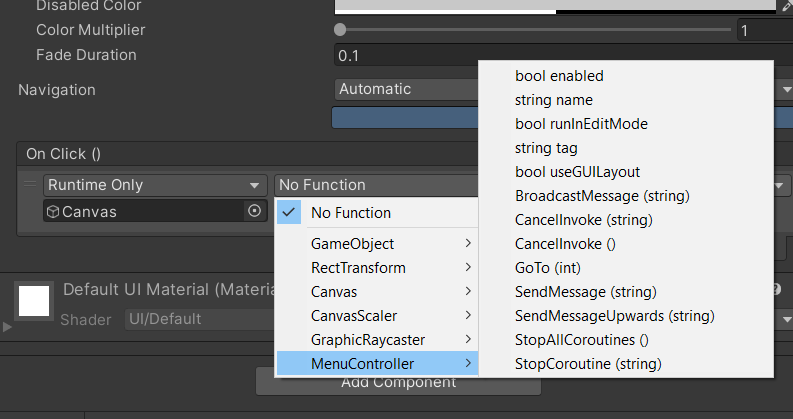 Disabled Color
Color Multiplier 1
Fade Duration 0.1
Navigation Automatic
On Click ()
Runtime Only No Function
Canvas
No Function
GameObject
RectTransform
Canvas
CanvasScaler
GraphicRaycaster
MenuController
bool enabled
string name
bool runInEditMode
string tag
bool useGUILayout
BroadcastMessage (string)
CancelInvoke (string)
CancelInvoke ()
GoTo (int)
SendMessage (string)
SendMessageUpwards (string)
StopAllCoroutines ()
StopCoroutine (string)
Default UI Material (Materia
Shader UI/Default
Add Component